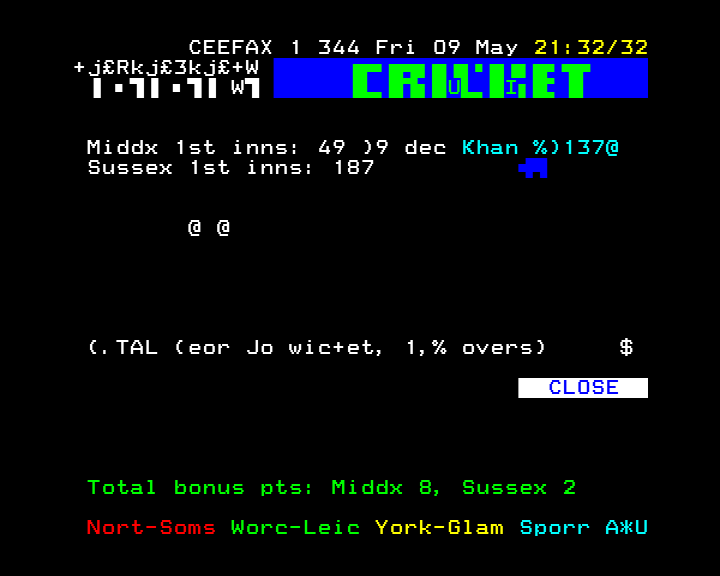 CEEFAX 1 344 Fri 09 May 21:32/32
+j£Rkj£3kj£+W
W
CRICKET
Middx 1st inns: 49 )9 dec Khan %)137@
Sussex 1st inns: 187
@ @
(.TAL (eor Jo wic+et, 1,% overs) $
CLOSE
Total bonus pts: Middx 8, Sussex 2
Nort-Soms Worc-Leic York-Glam Sporr A*U